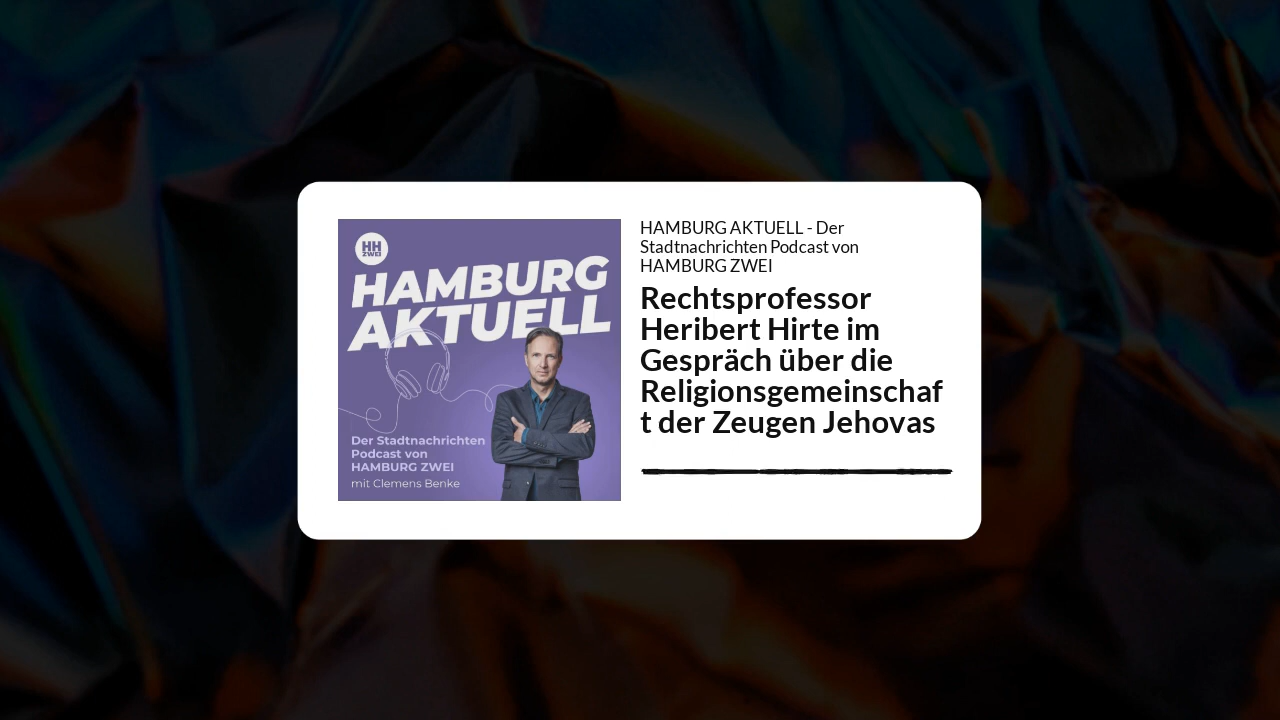 HH
ZWEI
HAMBURG
AKTUELL
Der Stadtnachrichten
Podcast von
HAMBURG ZWEI
mit Clemens Benke
HAMBURG AKTUELL - Der
Stadtnachrichten Podcast von
HAMBURG ZWEI
Rechtsprofessor
Heribert Hirte im
Gespräch über die
Religionsgemeinschaf
t der Zeugen Jehovas